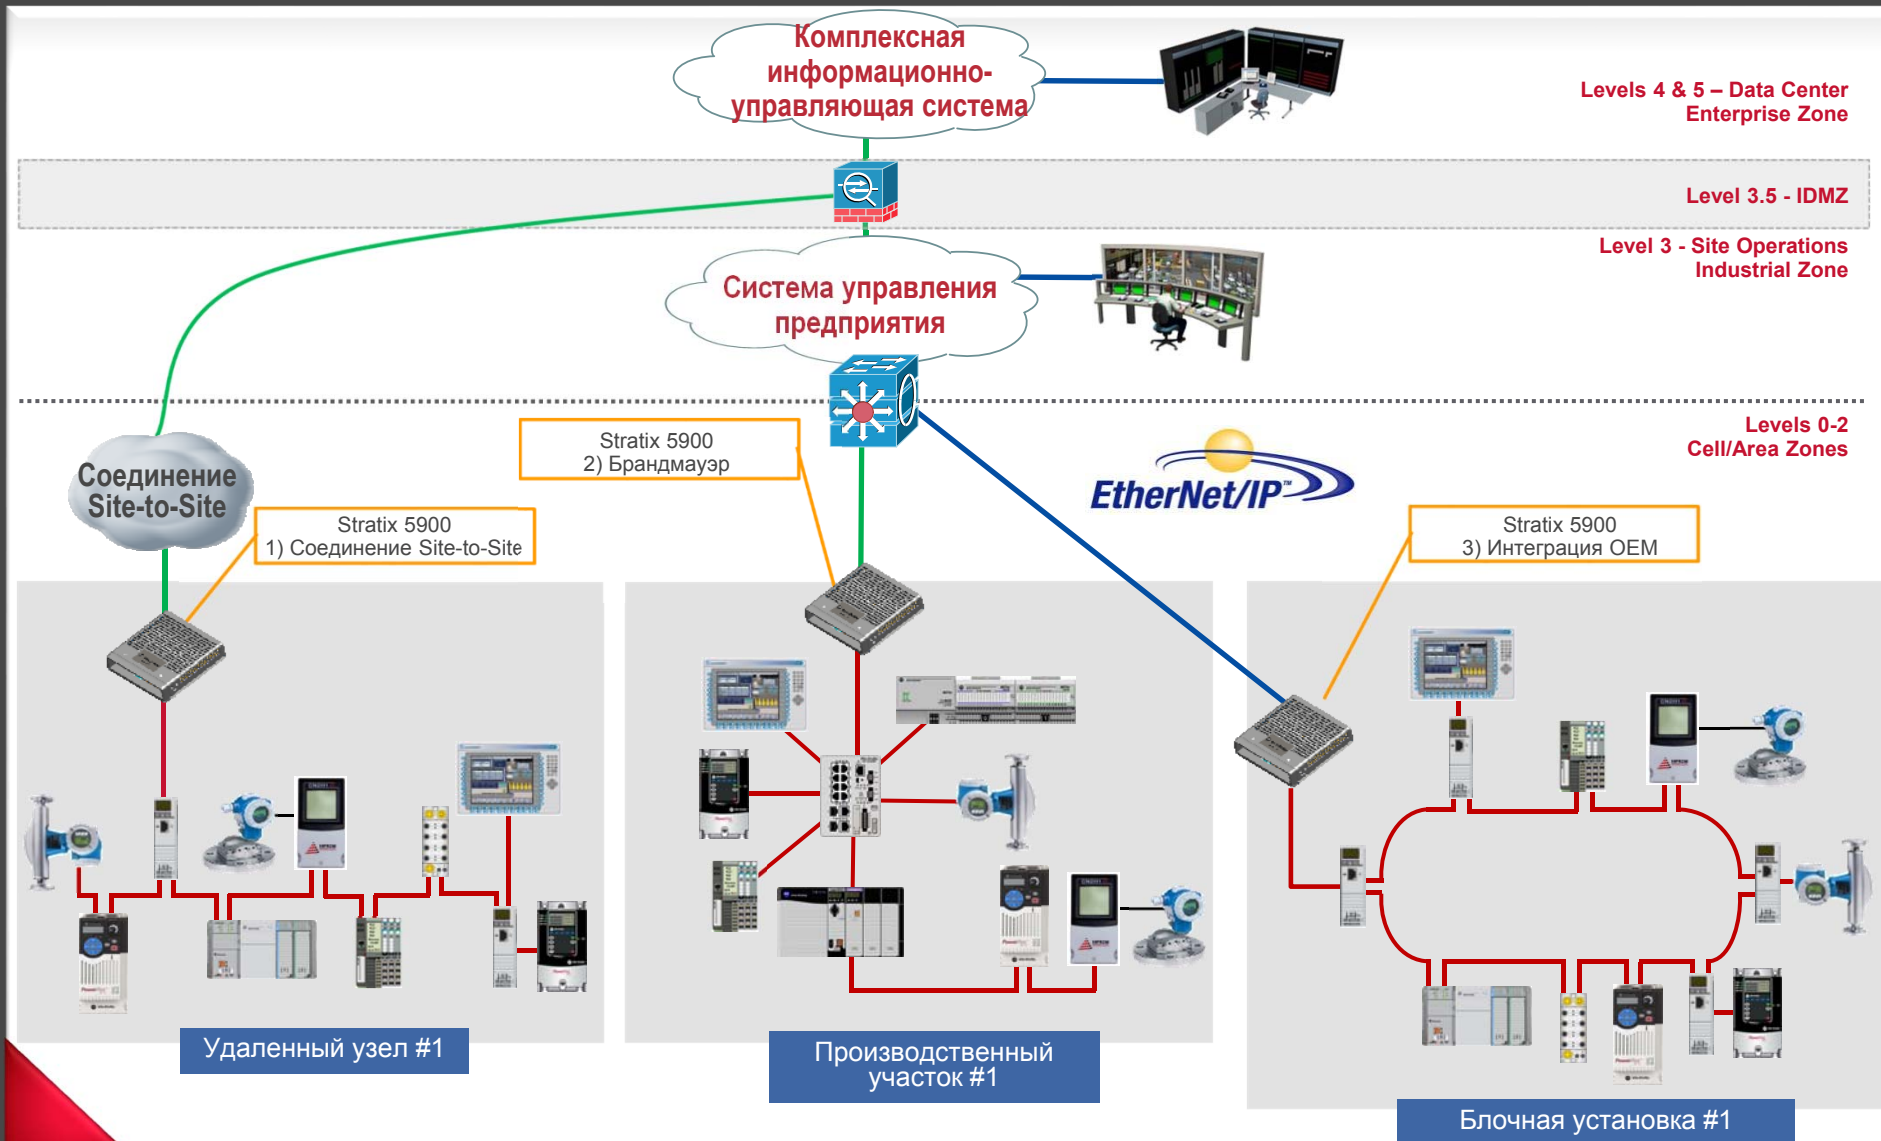 Комплексная
информационно-
управляющая система
Levels 4 & 5 – Data Center
Enterprise Zone
Level 3.5 - IDMZ
Level 3 - Site Operations
Industrial Zone
Система управления
предприятия
Levels 0-2
Cell/Area Zones
Stratix 5900
2) Брандмауэр
Соединение
Site-to-Site
EtherNet/IP™
Stratix 5900
1) Соединение Site-to-Site
Stratix 5900
3) Интеграция OEM
Удаленный узел #1
Производственный
участок #1
Блочная установка #1